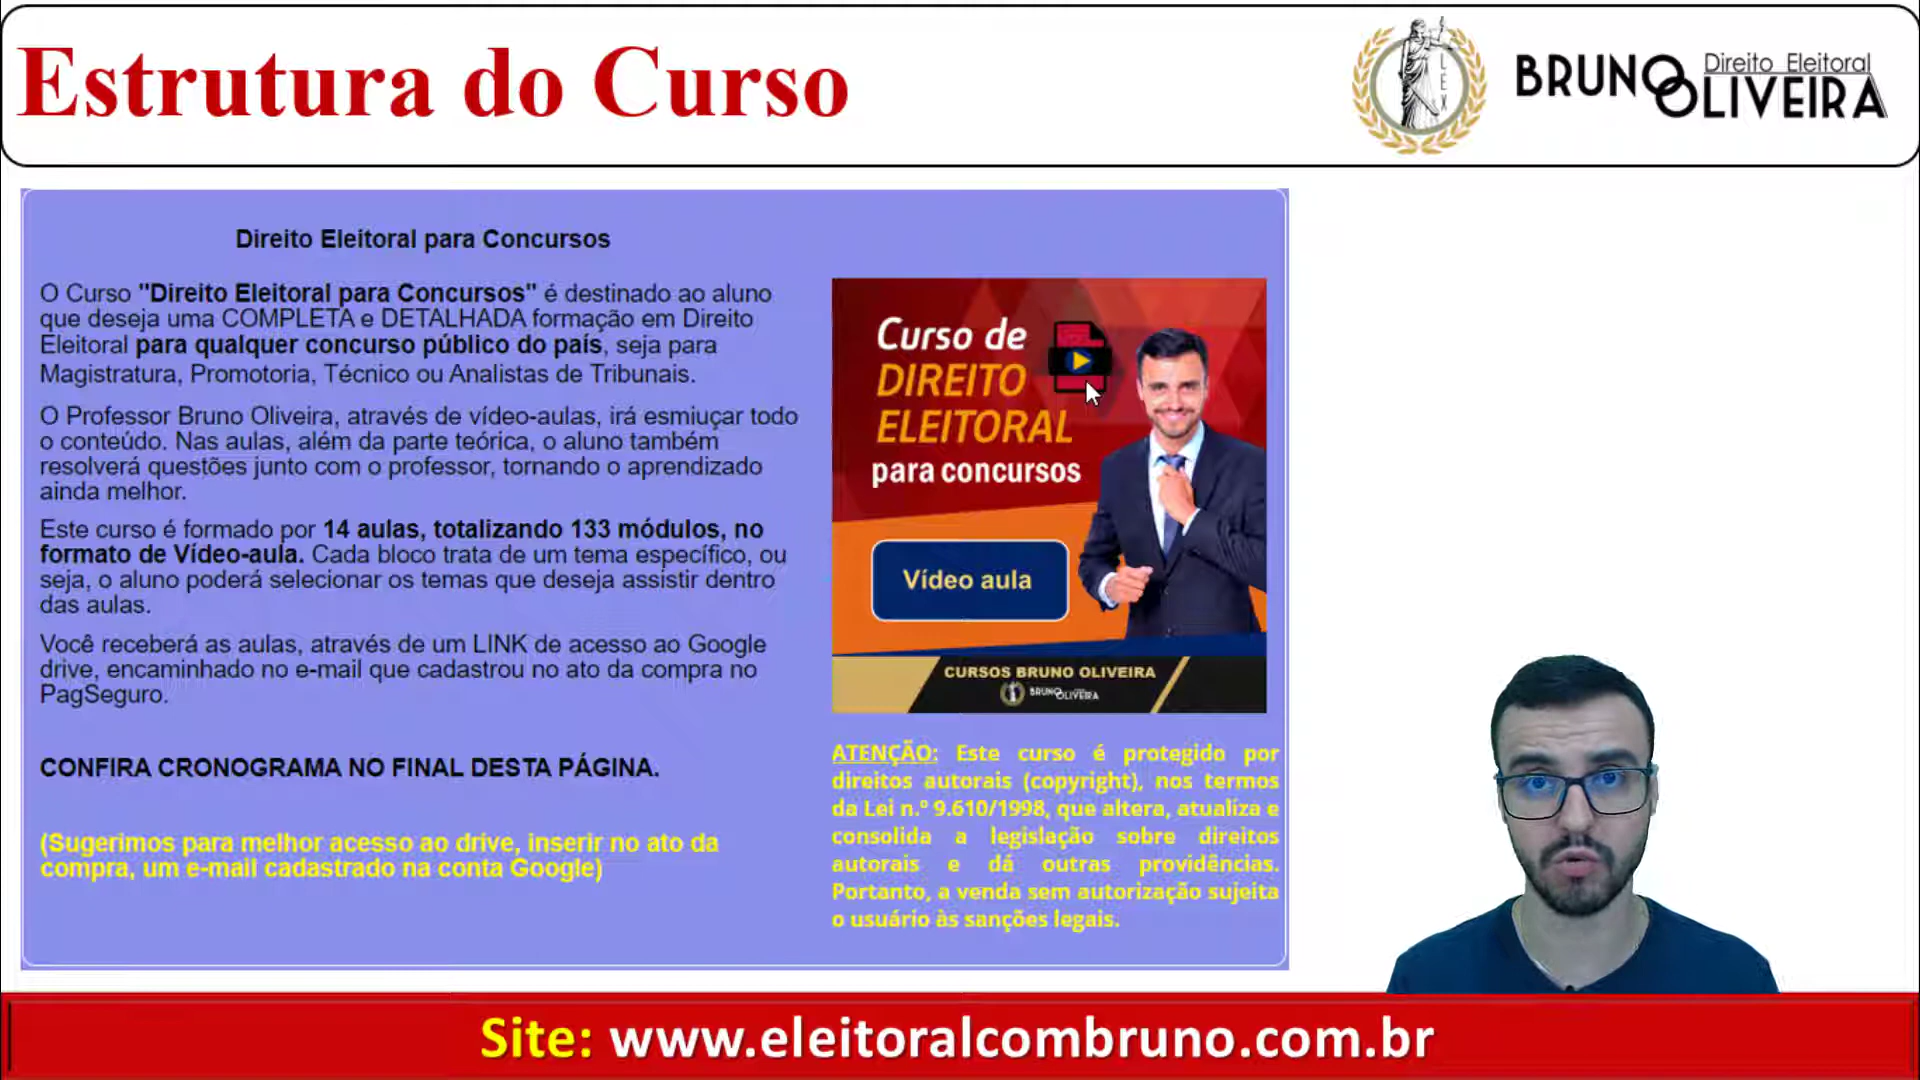 Estrutura do Curso
LEX
BRUNO OLIVEIRA
Direito Eleitoral
Direito Eleitoral para Concursos
O Curso "Direito Eleitoral para Concursos" é destinado ao aluno
que deseja uma COMPLETA e DETALHADA formação em Direito
Eleitoral para qualquer concurso público do país, seja para
Magistratura, Promotoria, Técnico ou Analistas de Tribunais.
O Professor Bruno Oliveira, através de vídeo-aulas, irá esmiuçar todo
o conteúdo. Nas aulas, além da parte teórica, o aluno também
resolverá questões junto com o professor, tornando o aprendizado
ainda melhor.
Este curso é formado por 14 aulas, totalizando 133 módulos, no
formato de Vídeo-aula. Cada bloco trata de um tema específico, ou
seja, o aluno poderá selecionar os temas que deseja assistir dentro
das aulas.
Você receberá as aulas, através de um LINK de acesso ao Google
drive, encaminhado no e-mail que cadastrou no ato da compra no
PagSeguro.
CONFIRA CRONOGRAMA NO FINAL DESTA PÁGINA.
(Sugerimos para melhor acesso ao drive, inserir no ato da
compra, um e-mail cadastrado na conta Google)
Curso de
DIREITO
ELEITORAL
para concursos
Vídeo aula
CURSOS BRUNO OLIVEIRA
BRUNO OLIVEIRA
ATENÇÃO: Este curso é protegido por
direitos autorais (copyright), nos termos
da Lei n.º 9.610/1998, que altera, atualiza e
consolida a legislação sobre direitos
autorais e dá outras providências.
Portanto, a venda sem autorização sujeita
o usuário às sanções legais.
Site: www.eleitoralcombruno.com.br